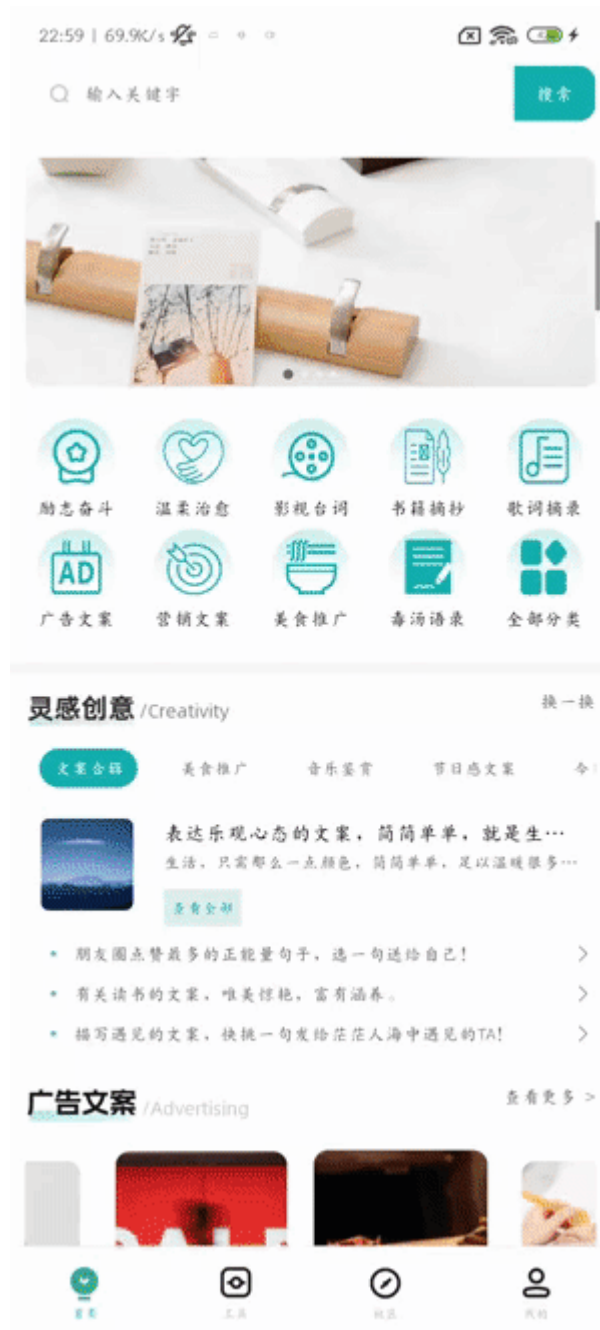 22:59 | 69.9K/s
输入关键字
搜索
励志奋斗
温柔治愈
影视台词
书籍摘抄
歌词摘录
AD
广告文案
营销文案
美食推广
毒汤语录
全部分类
灵感创意 /Creativity
换一换
文案合辑
美食推广
音乐鉴赏
节日感文案
今
表达乐观心态的文案，简简单单，就是生…
生活，只需那么一点颜色，简简单单，足以温暖很多…
查看全部
朋友圈点赞最多的正能量句子，选一句送给自己！
有关读书的文案，唯美惊艳，富有涵养。
描写遇见的文案，快挑一句发给茫茫人海中遇见的TA!
广告文案 /Advertising
查看更多 >
首页
工具
社区
我的